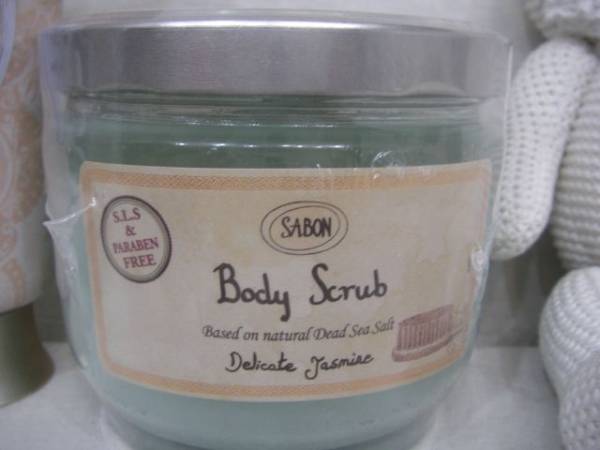 S.L.S
&
PARABEN
FREE
SABON
Body Scrub
Based on natural Dead Sea Salt
Delicate Jasmine